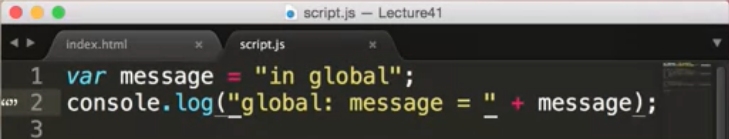 script.js — Lecture41
index.html × script.js ×
1 var message = "in global";
2 console.log("global: message = " + message);
3